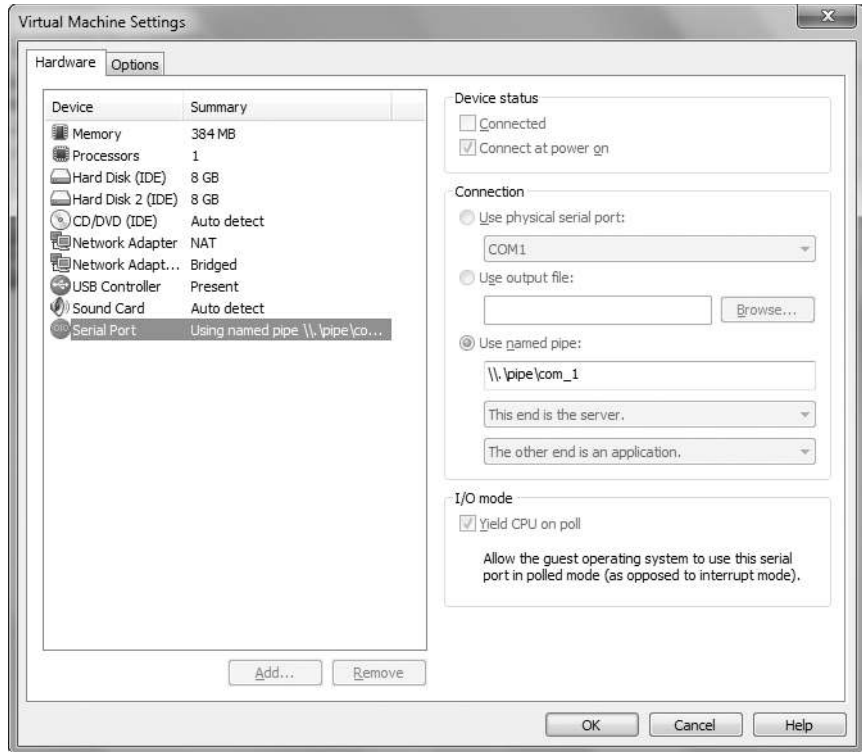 Virtual Machine Settings
Hardware Options
Device Summary
Memory 384 MB
Processors 1
Hard Disk (IDE) 8 GB
Hard Disk 2 (IDE) 8 GB
CD/DVD (IDE) Auto detect
Network Adapter NAT
Network Adapt... Bridged
USB Controller Present
Sound Card Auto detect
Serial Port Using named pipe \\.\pipe\co...
Add... Remove
Device status
Connected
Connect at power on
Connection
Use physical serial port:
COM1
Use output file:
Browse...
Use named pipe:
\\.\pipe\com_1
This end is the server.
The other end is an application.
I/O mode
Yield CPU on poll
Allow the guest operating system to use this serial
port in polled mode (as opposed to interrupt mode).
OK Cancel Help